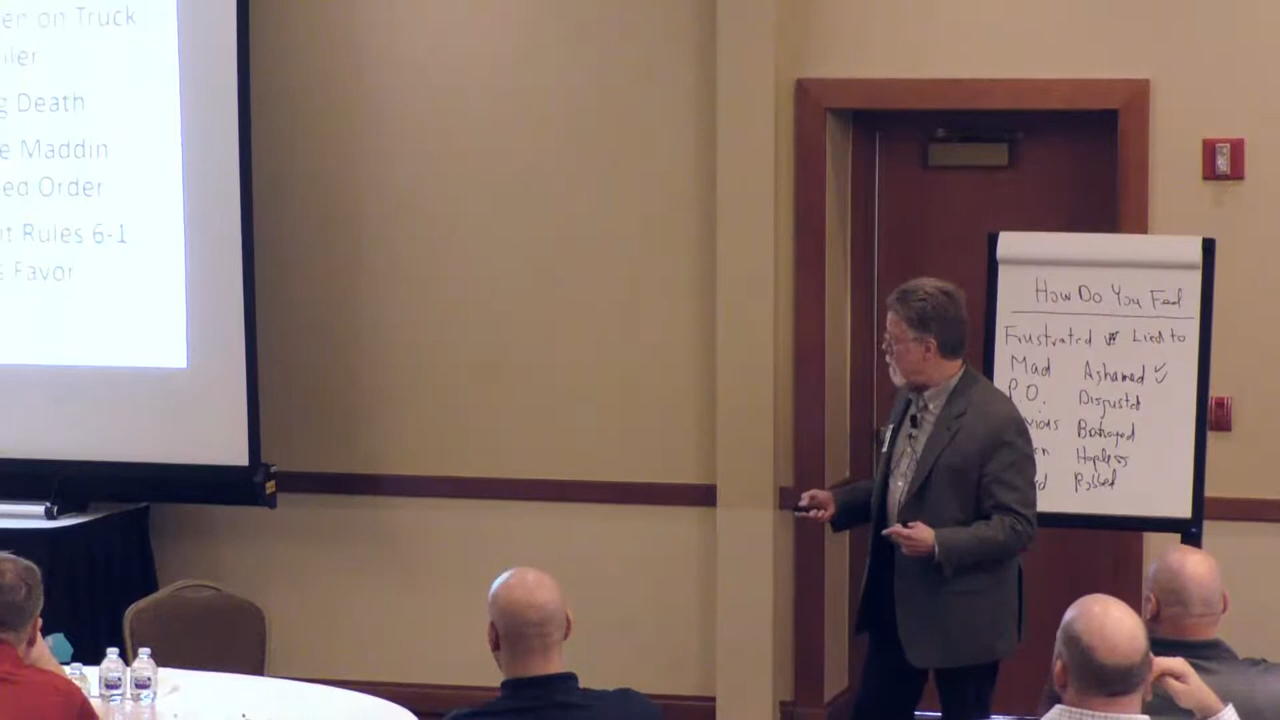 en on Truck
iler
g Death
e Maddin
ed Order
t Rules 6-1
s Favor
How Do You Feel
Frustrated Lied to
Mad Ashamed
P.O. Disgusted
vious Betrayed
Hopeless
Robbed